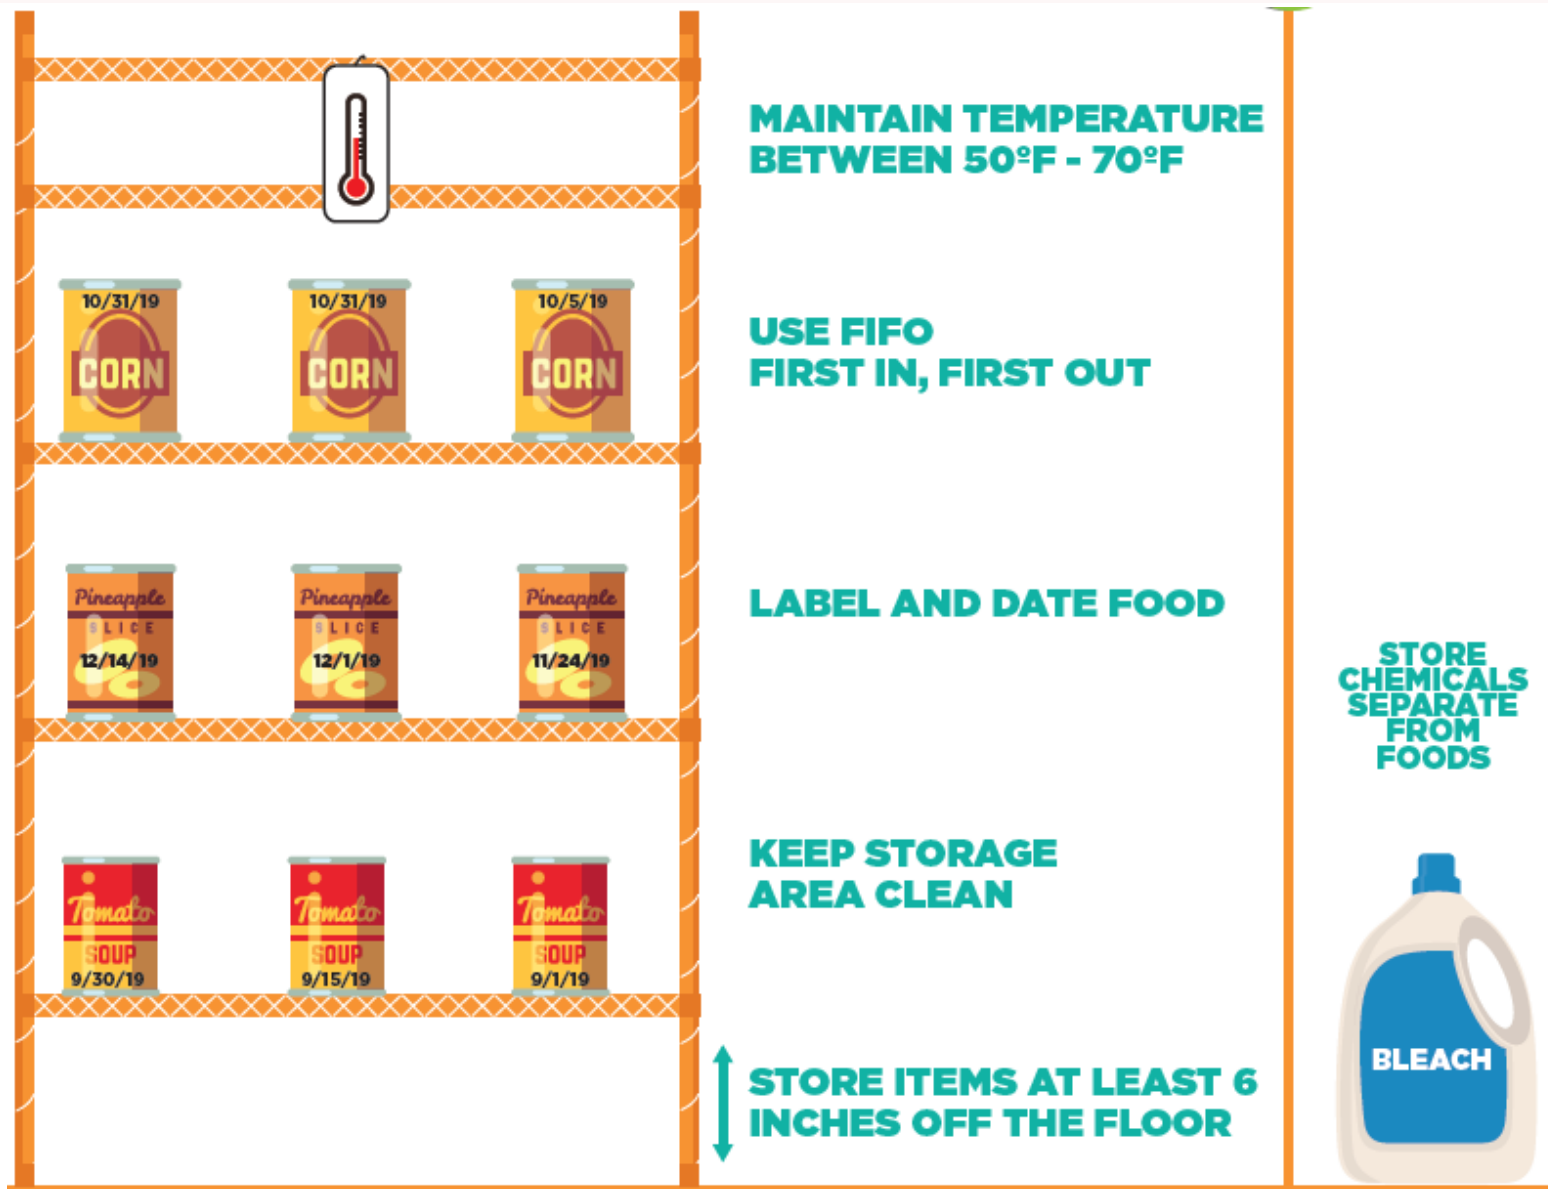 MAINTAIN TEMPERATURE
BETWEEN 50ºF - 70ºF
10/31/19
CORN
10/31/19
CORN
10/5/19
CORN
USE FIFO
FIRST IN, FIRST OUT
Pineapple
SLICE
12/14/19
Pineapple
SLICE
12/1/19
Pineapple
SLICE
11/24/19
LABEL AND DATE FOOD
Tomato
SOUP
9/30/19
Tomato
SOUP
9/15/19
Tomato
SOUP
9/1/19
KEEP STORAGE
AREA CLEAN
STORE ITEMS AT LEAST 6
INCHES OFF THE FLOOR
STORE
CHEMICALS
SEPARATE
FROM
FOODS
BLEACH